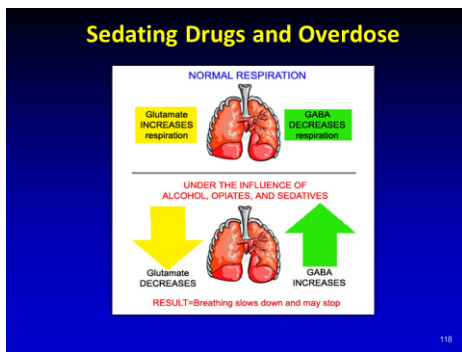 Sedating Drugs and Overdose
NORMAL RESPIRATION
Glutamate
INCREASES
respiration
GABA
DECREASES
respiration
UNDER THE INFLUENCE OF
ALCOHOL, OPIATES, AND SEDATIVES
Glutamate
DECREASES
GABA
INCREASES
RESULT=Breathing slows down and may stop
118